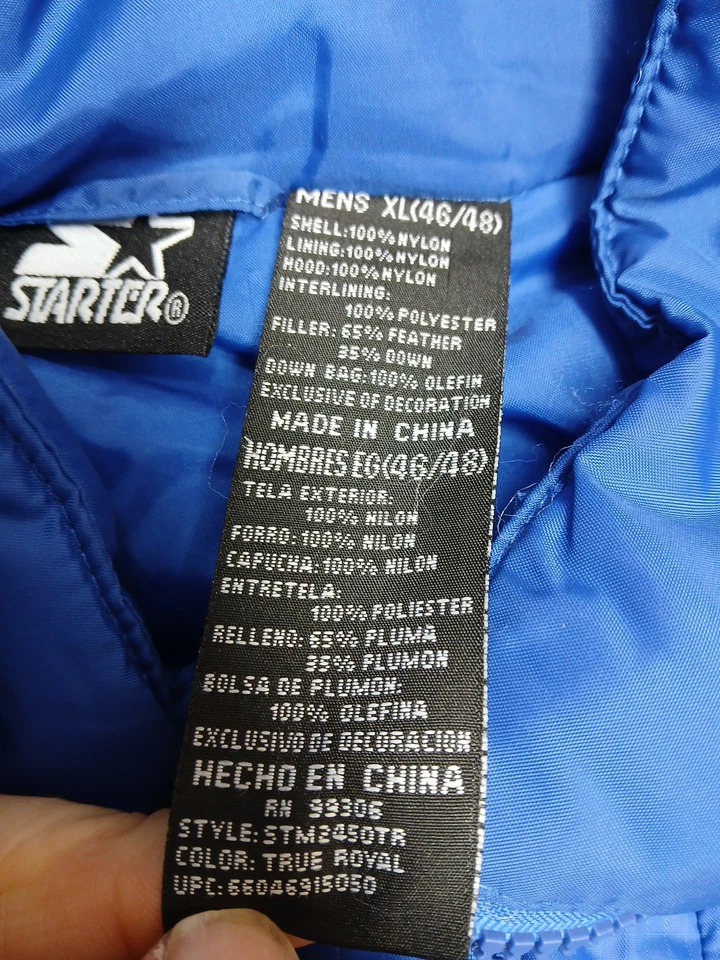 STARTER®
MENS XL(46/48)
SHELL:100% NYLON
LINING:100% NYLON
HOOD:100% NYLON
INTERLINING:
100% POLYESTER
FILLER: 65% FEATHER
35% DOWN
DOWN BAG:100% OLEFIN
EXCLUSIVE OF DECORATION
MADE IN CHINA
HOMBRES EG(46/48)
TELA EXTERIOR:
100% NILON
FORRO:100% NILON
CAPUCHA:100% NILON
ENTRETELA:
100% POLIESTER
RELLENO: 65% PLUMA
35% PLUMON
BOLSA DE PLUMON:
100% OLEFINA
EXCLUSIVO DE DECORACION
HECHO EN CHINA
RN
STYLE:
COLOR: TRUE ROYAL
UPC: